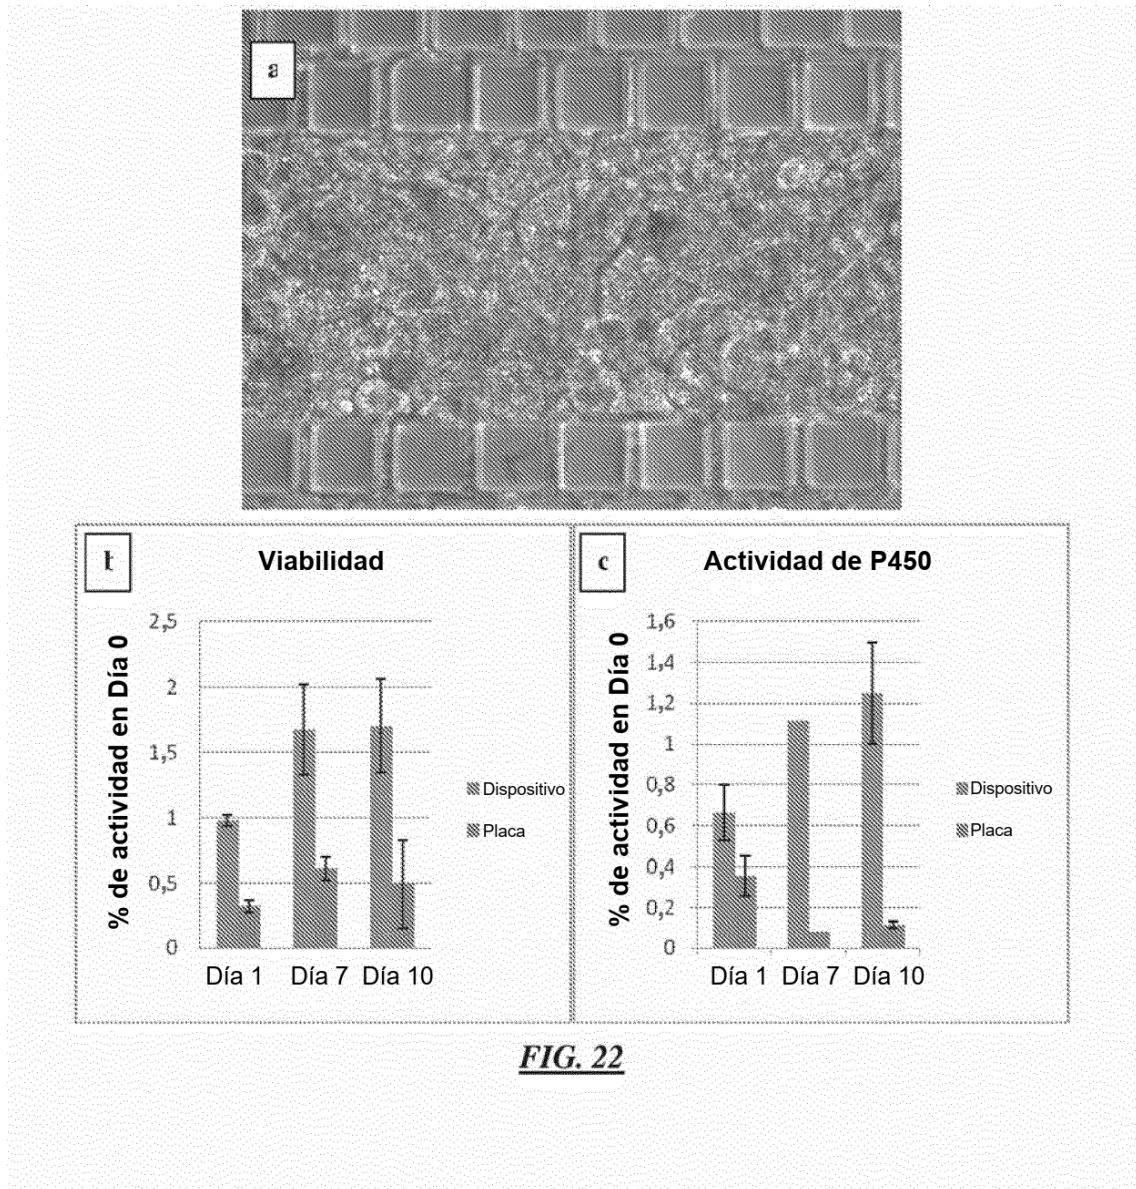 a
b
Viabilidad
% de actividad en Día 0
2,5
2
1,5
1
0,5
0
Día 1 Día 7 Día 10
Dispositivo
Placa
c
Actividad de P450
% de actividad en Día 0
1,6
1,4
1,2
1
0,8
0,6
0,4
0,2
0
Día 1 Día 7 Día 10
Dispositivo
Placa
FIG. 22